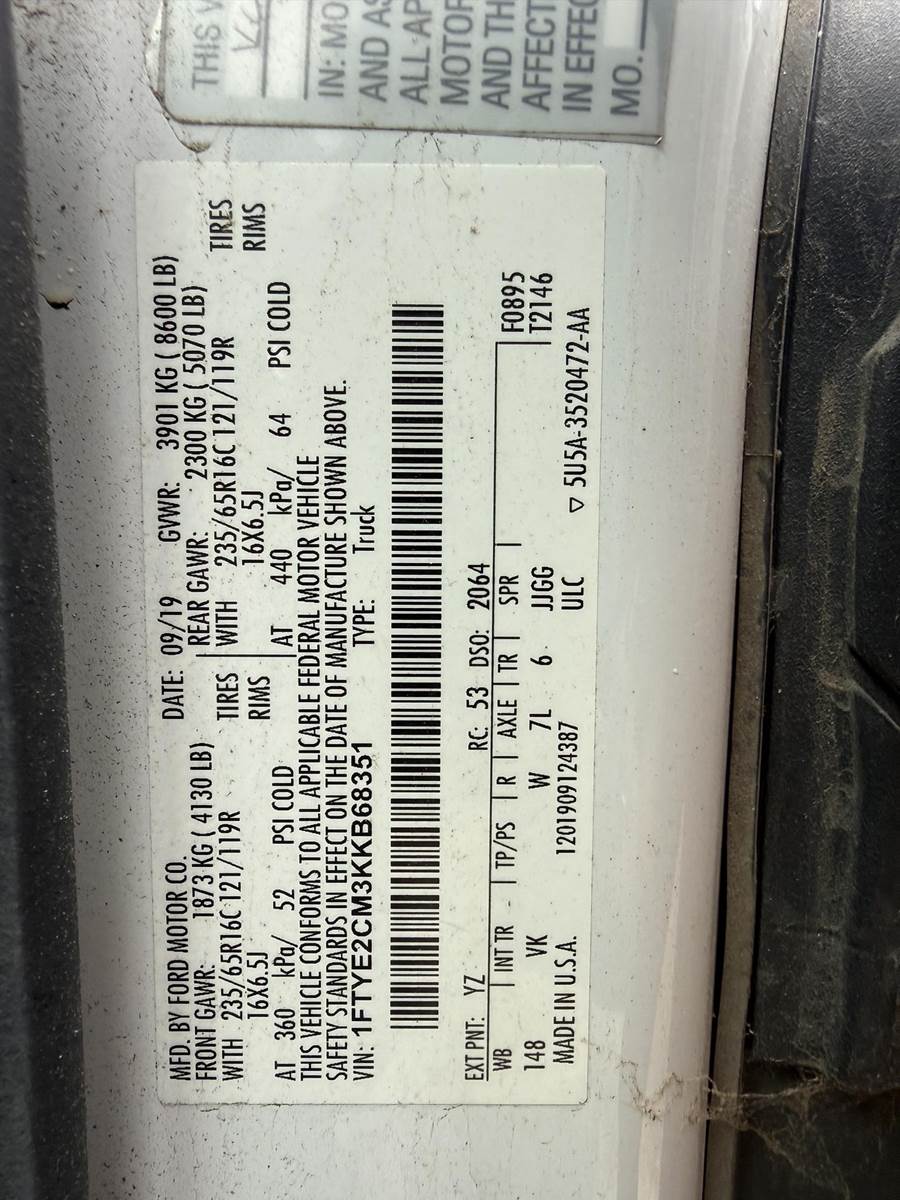 MFD. BY FORD MOTOR CO.
DATE: 09/19 GVWR: 3901 KG ( 8600 LB)
FRONT GAWR: 1873 KG ( 4130 LB)
REAR GAWR: 2300 KG ( 5070 LB)
WITH 235/65R16C 121/119R TIRES
WITH 235/65R16C 121/119R TIRES
16X6.5J RIMS
16X6.5J RIMS
AT 360 kPa/ 52 PSI COLD
AT 440 kPa/ 64 PSI COLD
THIS VEHICLE CONFORMS TO ALL APPLICABLE FEDERAL MOTOR VEHICLE
SAFETY STANDARDS IN EFFECT ON THE DATE OF MANUFACTURE SHOWN ABOVE.
VIN: 1FTYE2CM3KKB68351 TYPE: Truck
EXT PNT: YZ RC: 53 DSO: 2064
WB INT TR TP/PS R AXLE TR SPR F0895
T2146
148 VK W 7L 6 JJGG
MADE IN U.S.A. 1201909124387 ULC
▽ 5U5A-3520472-AA
THIS V
IN: MO
AND AS
ALL AP
MOTOR
AND TH
AFFECT
IN EFFEC
MO.